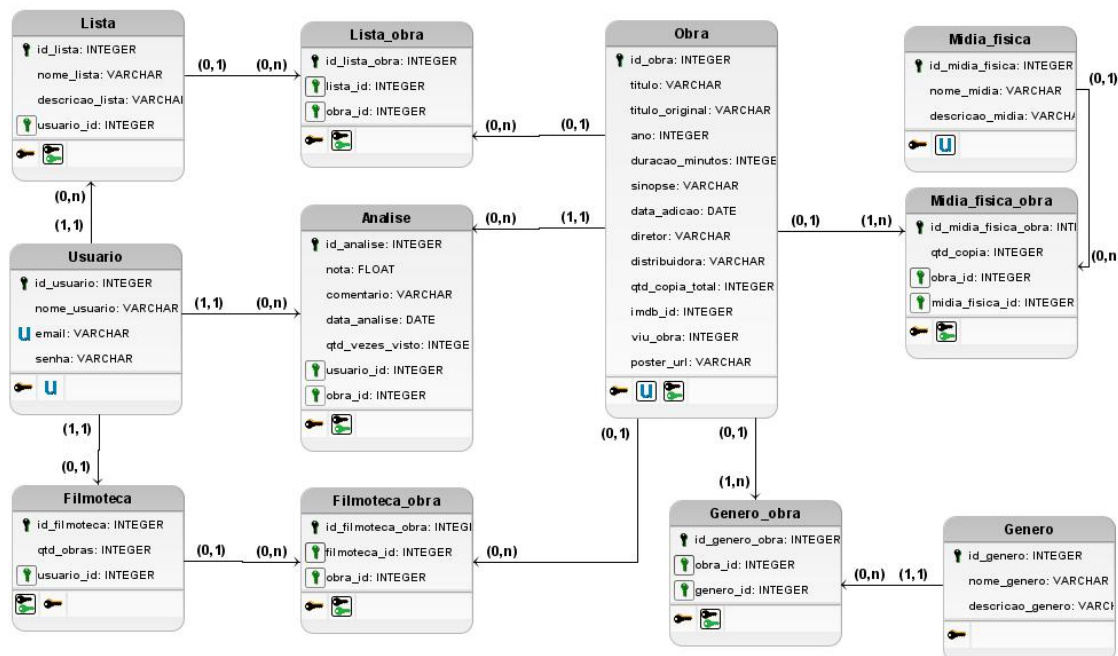 Lista
id_lista: INTEGER
nome_lista: VARCHAR
descricao_lista: VARCHAI
usuario_id: INTEGER
(0,1)
(0,n)
Lista_obra
id_lista_obra: INTEGER
lista_id: INTEGER
obra_id: INTEGER
(0,n)
(0,1)
Obra
id_obra: INTEGER
titulo: VARCHAR
titulo_original: VARCHAR
ano: INTEGER
duracao_minutos: INTEGE
sinopse: VARCHAR
data_adicao: DATE
diretor: VARCHAR
distribuidora: VARCHAR
qtd_copia_total: INTEGER
imdb_id: INTEGER
viu_obra: INTEGER
poster_url: VARCHAR
Midia_fisica
id_midia_fisica: INTEGER
nome_midia: VARCHAR
descricao_midia: VARCHA
(0,1)
(0,n
Midia_fisica_obra
id_midia_fisica_obra: INTI
qtd_copia: INTEGER
obra_id: INTEGER
midia_fisica_id: INTEGER
(0,1)
(1,n)
(0,n)
(1,1)
Usuario
id_usuario: INTEGER
nome_usuario: VARCHAR
u email: VARCHAR
senha: VARCHAR
u
(1,1)
(0,n)
Analise
id_analise: INTEGER
nota: FLOAT
comentario: VARCHAR
data_analise: DATE
qtd_vezes_visto: INTEGE
usuario_id: INTEGER
obra_id: INTEGER
(0,n)
(1,1)
u
u
(1,1)
(0,1)
Filmoteca
id_filmoteca: INTEGER
qtd_obras: INTEGER
usuario_id: INTEGER
(0,1)
(0,n)
Filmoteca_obra
id_filmoteca_obra: INTEGI
filmoteca_id: INTEGER
obra_id: INTEGER
(0,1)
(0,n)
(0,1)
(1,n)
Genero_obra
id_genero_obra: INTEGER
obra_id: INTEGER
genero_id: INTEGER
(0,n)
(1,1)
Genero
id_genero: INTEGER
nome_genero: VARCHAR
descricao_genero: VARCH